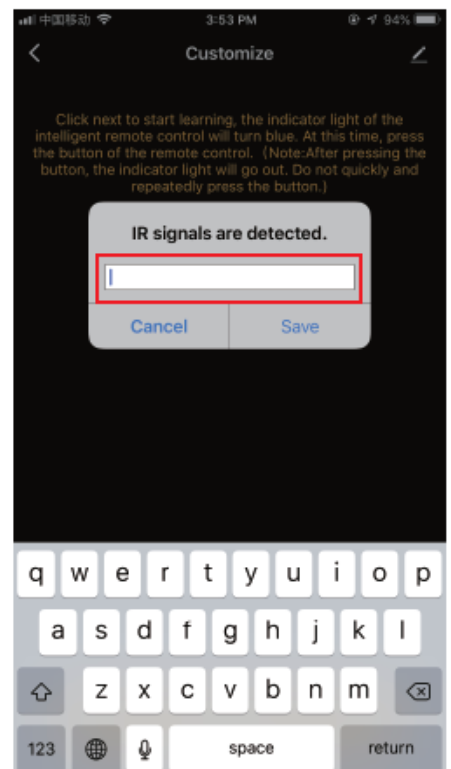 中国移动 3:53 PM 94%
Customize
Click next to start learning, the indicator light of the
intelligent remote control will turn blue. At this time, press
the button of the remote control. (Note:After pressing the
button, the indicator light will go out. Do not quickly and
repeatedly press the button.)
IR signals are detected.
Cancel Save
q w e r t y u i o p
a s d f g h j k l
z x c v b n m
123 space return